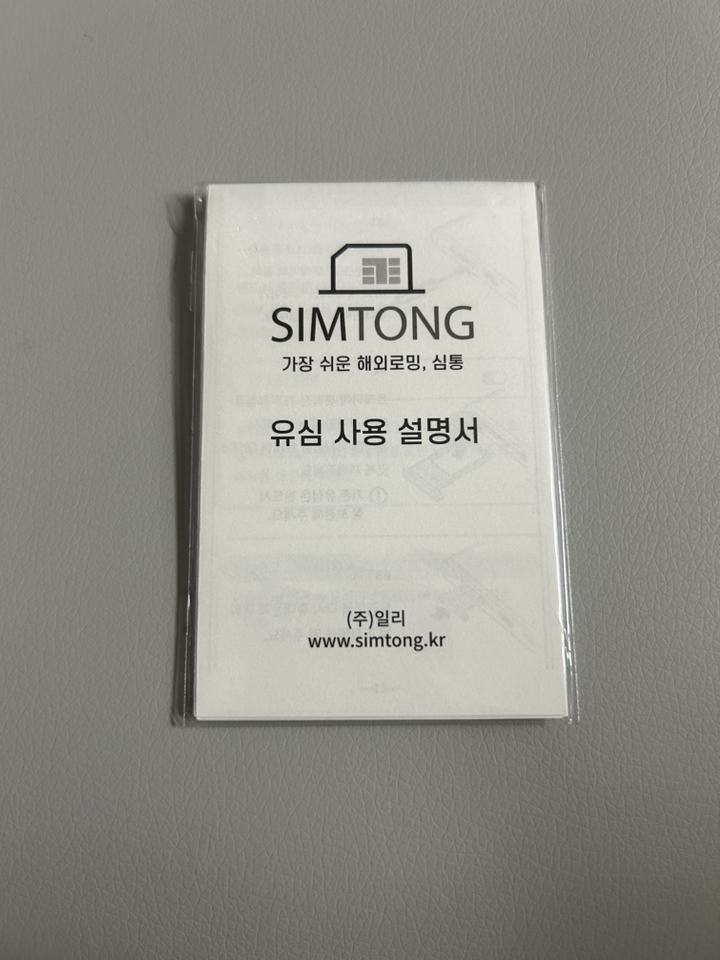 SIMTONG
가장 쉬운 해외로밍, 심통
유심 사용 설명서
(주)일리
www.simtong.kr